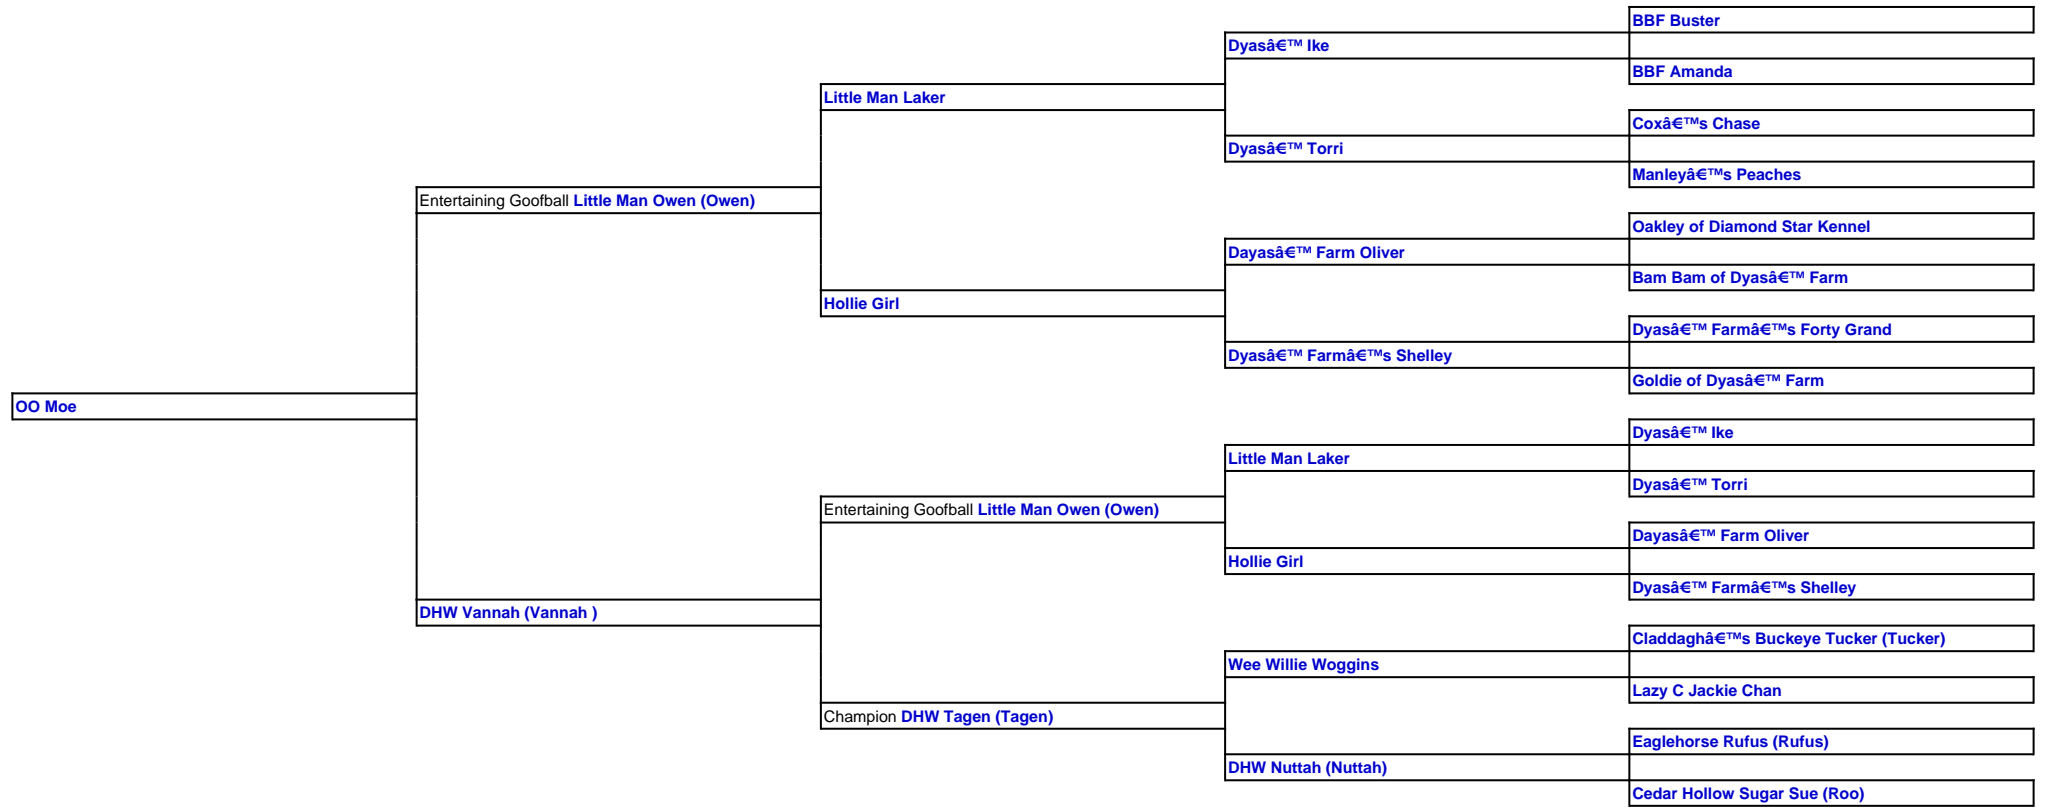 BBF Buster
Dyasâ€™ Ike
BBF Amanda
Little Man Laker
Coxâ€™s Chase
Dyasâ€™ Torri
Manleyâ€™s Peaches
Entertaining Goofball Little Man Owen (Owen)
Oakley of Diamond Star Kennel
Dayasâ€™ Farm Oliver
Bam Bam of Dyasâ€™ Farm
Hollie Girl
Dyasâ€™ Farmâ€™s Forty Grand
Dyasâ€™ Farmâ€™s Shelley
Goldie of Dyasâ€™ Farm
OO Moe
Dyasâ€™ Ike
Little Man Laker
Dyasâ€™ Torri
Entertaining Goofball Little Man Owen (Owen)
Dayasâ€™ Farm Oliver
Hollie Girl
Dyasâ€™ Farmâ€™s Shelley
DHW Vannah (Vannah )
Claddaghâ€™s Buckeye Tucker (Tucker)
Wee Willie Woggins
Lazy C Jackie Chan
Champion DHW Tagen (Tagen)
Eaglehorse Rufus (Rufus)
DHW Nuttah (Nuttah)
Cedar Hollow Sugar Sue (Roo)